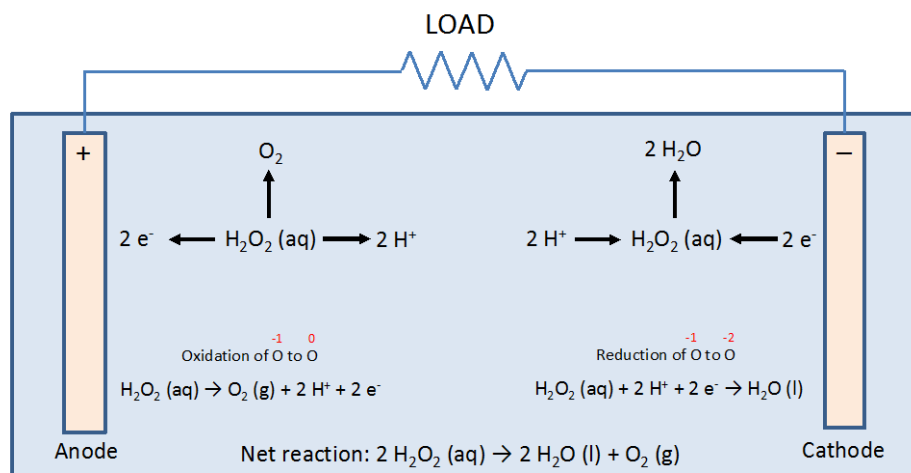 LOAD
+
−
O₂
2 H₂O
2 e⁻
H₂O₂ (aq)
2 H⁺
2 H⁺
H₂O₂ (aq)
2 e⁻
-1 0
Oxidation of O to O
-1 -2
Reduction of O to O
H₂O₂ (aq) → O₂ (g) + 2 H⁺ + 2 e⁻
H₂O₂ (aq) + 2 H⁺ + 2 e⁻ → H₂O (l)
Anode
Net reaction: 2 H₂O₂ (aq) → 2 H₂O (l) + O₂ (g)
Cathode